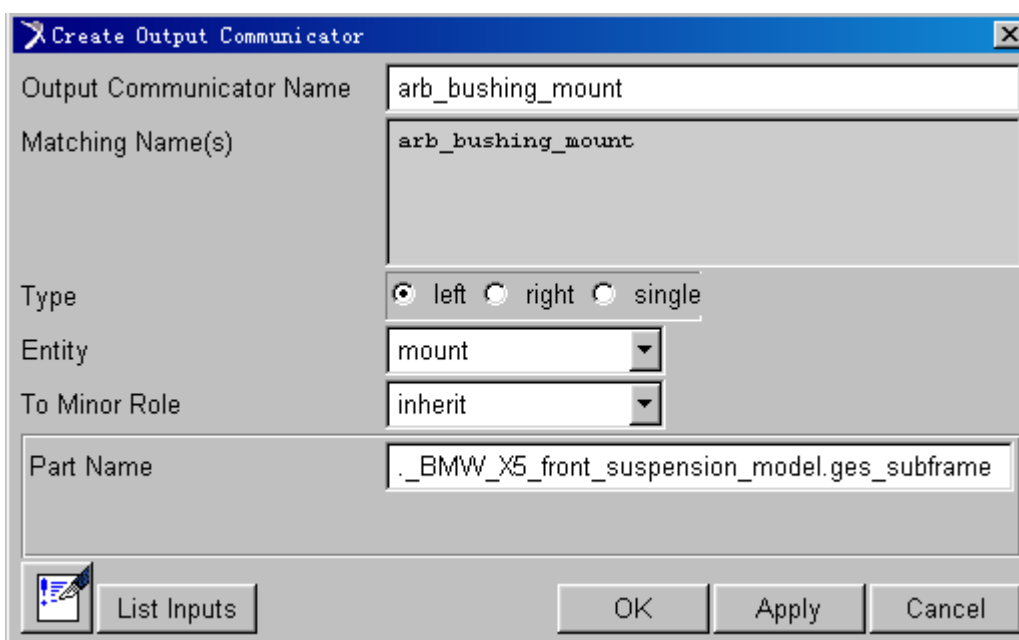 Create Output Communicator
Output Communicator Name arb_bushing_mount
Matching Name(s) arb_bushing_mount
Type left right single
Entity mount
To Minor Role inherit
Part Name ._BMW_X5_front_suspension_model.ges_subframe
List Inputs OK Apply Cancel